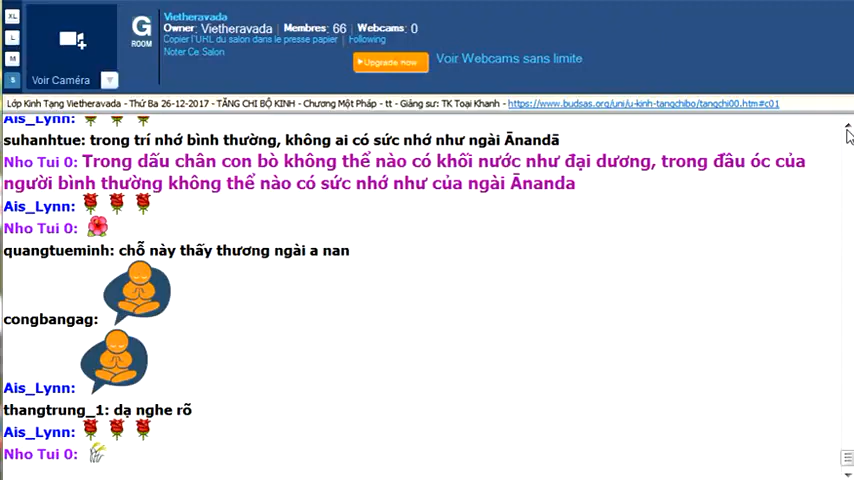 XL
L
M
S
Voir Caméra
G
ROOM
Vietheravada
Owner: Vietheravada | Membres: 66 | Webcams: 0
Copier l'URL du salon dans le presse papier | Following
Noter Ce Salon
Upgrade now
Voir Webcams sans limite
Lớp Kinh Tạng Vietheravada - Thứ Ba 26-12-2017 - TĂNG CHI BỘ KINH - Chương Một Pháp - tt - Giảng sư: TK Toại Khanh - https://www.budsas.org/uni/u-kinh-tangchibo/tangchi00.htm#c01
Ais_Lynn:
suhanhtue: trong trí nhớ bình thường, không ai có sức nhớ như ngài Ānandā
Nho Tui 0: Trong dấu chân con bò không thể nào có khối nước như đại dương, trong đầu óc của
người bình thường không thể nào có sức nhớ như của ngài Ānanda
Ais_Lynn:
Nho Tui 0:
quangtueminh: chỗ này thấy thương ngài a nan
congbangag:
Ais_Lynn:
thangtrung_1: dạ nghe rõ
Ais_Lynn:
Nho Tui 0: